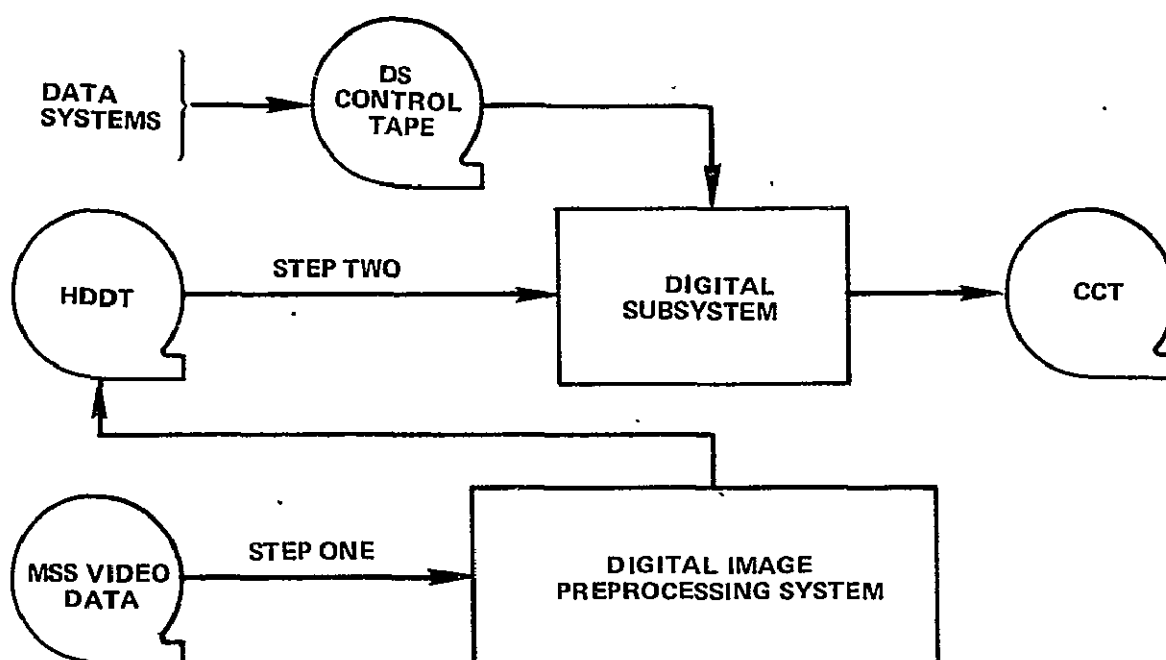 DATA
SYSTEMS
DS
CONTROL
TAPE
HDDT
STEP TWO
DIGITAL
SUBSYSTEM
CCT
MSS VIDEO
DATA
STEP ONE
DIGITAL IMAGE
PREPROCESSING SYSTEM